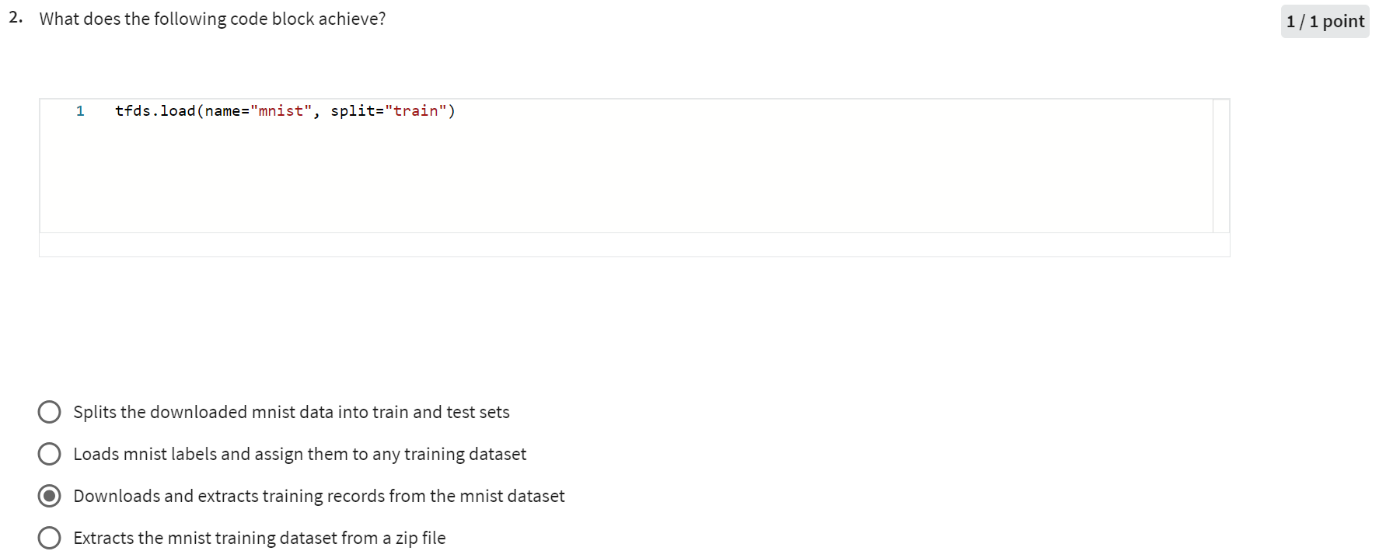 2. What does the following code block achieve?
1 / 1 point
1 tfds.load(name="mnist", split="train")
Splits the downloaded mnist data into train and test sets
Loads mnist labels and assign them to any training dataset
Downloads and extracts training records from the mnist dataset
Extracts the mnist training dataset from a zip file